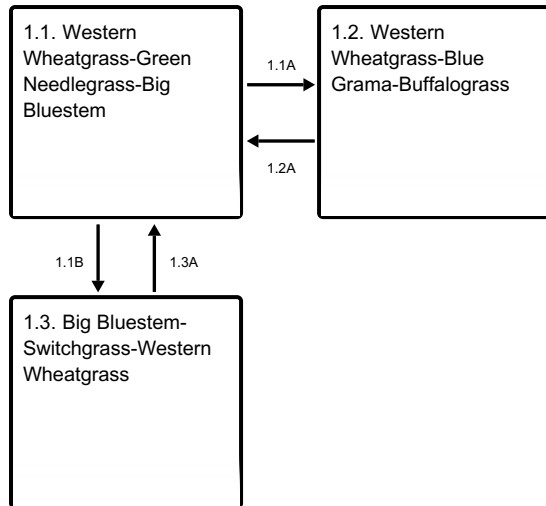 1.1. Western
Wheatgrass-Green
Needlegrass-Big
Bluestem
1.1A
1.2. Western
Wheatgrass-Blue
Grama-Buffalograss
1.2A
1.1B
1.3A
1.3. Big Bluestem-
Switchgrass-Western
Wheatgrass